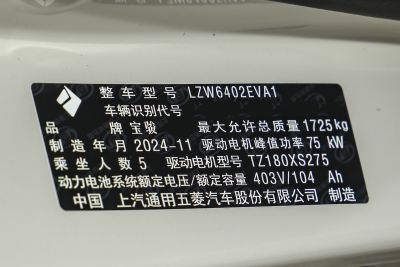 整车型号 LZW6402EVA1
车辆识别代号
品 牌 宝骏 最大允许总质量 1725kg
制造年月 2024-11 驱动电机峰值功率 75 kW
乘坐人数 5 驱动电机型号 TZ180XS275
动力电池系统额定电压/额定容量 403V/104 Ah
中国 上汽通用五菱汽车股份有限公司 制造